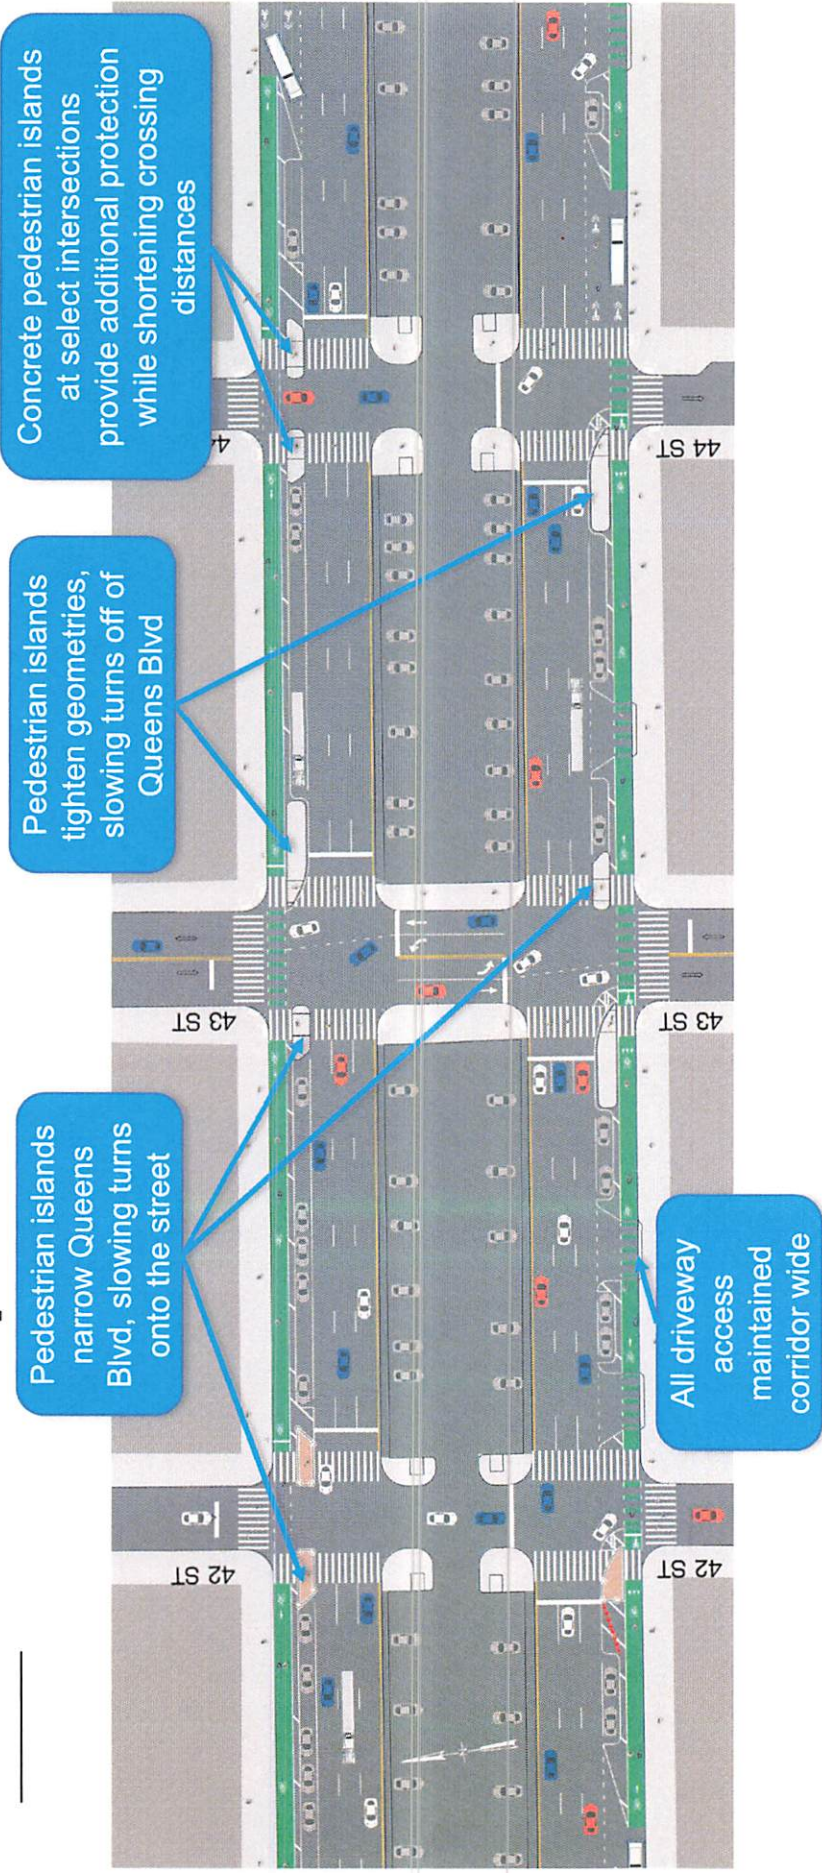 Pedestrian islands
narrow Queens
Blvd, slowing turns
onto the street
Pedestrian islands
tighten geometries,
slowing turns off of
Queens Blvd
Concrete pedestrian islands
at select intersections
provide additional protection
while shortening crossing
distances
42 ST
43 ST
42 ST
43 ST
44 ST
All driveway
access
maintained
corridor wide